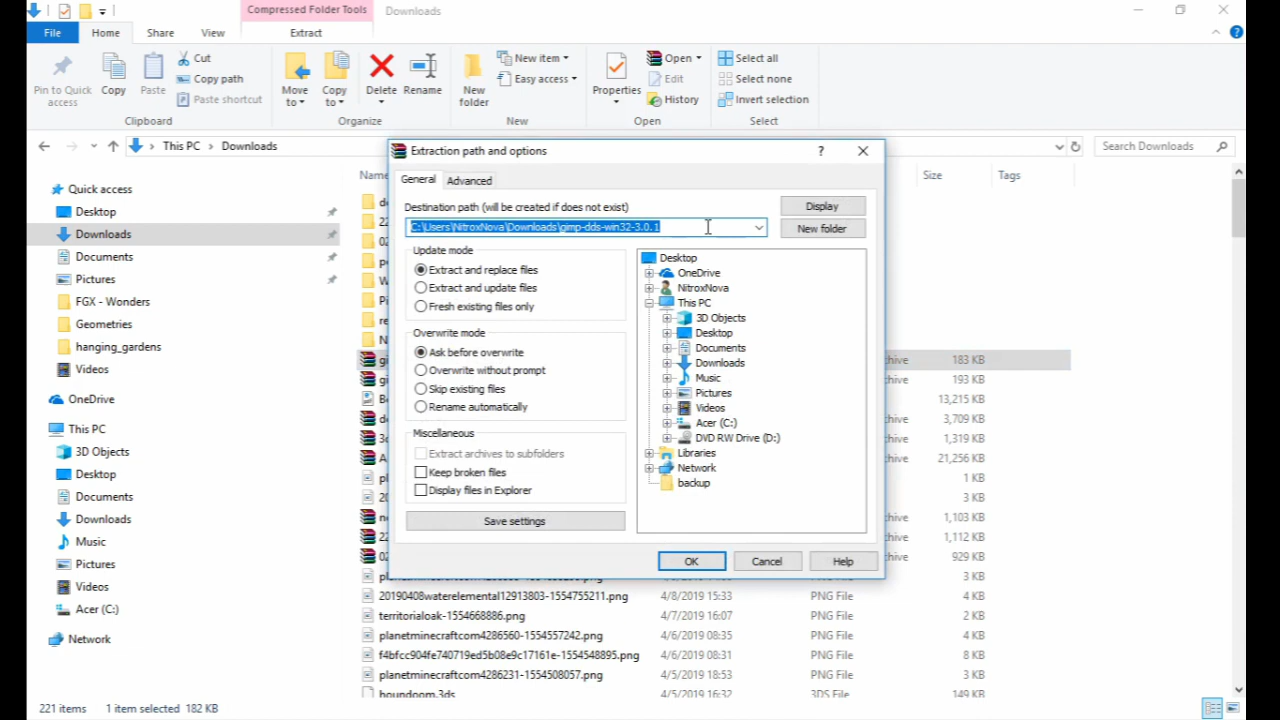 Compressed Folder Tools
Downloads
File
Home
Share
View
Extract
Pin to Quick access
Copy
Paste
Cut
Copy path
Paste shortcut
Move to
Copy to
Delete
Rename
New folder
New item
Easy access
Properties
Open
Edit
History
Select all
Select none
Invert selection
Clipboard
Organize
New
Open
Select
This PC > Downloads
Search Downloads
Quick access
Desktop
Downloads
Documents
Pictures
FGX - Wonders
Geometries
hanging_gardens
Videos
OneDrive
This PC
3D Objects
Desktop
Documents
Downloads
Music
Pictures
Videos
Acer (C:)
Network
Size
Tags
Extraction path and options
?
General
Advanced
Destination path (will be created if does not exist)
C:\Users\NitroxNova\Downloads\gimp-dds-win32-3.0.1
Display
New folder
Update mode
Extract and replace files
Extract and update files
Fresh existing files only
Overwrite mode
Ask before overwrite
Overwrite without prompt
Skip existing files
Rename automatically
Miscellaneous
Extract archives to subfolders
Keep broken files
Display files in Explorer
Save settings
Desktop
OneDrive
NitroxNova
This PC
3D Objects
Desktop
Documents
Downloads
Music
Pictures
Videos
Acer (C:)
DVD RW Drive (D:)
Libraries
Network
backup
OK
Cancel
Help
183 KB
193 KB
13,215 KB
3,709 KB
1,319 KB
21,256 KB
1 KB
3 KB
1,103 KB
1,112 KB
929 KB
3 KB
20190408waterelemental12913803-1554755211.png 4/8/2019 15:33 PNG File 4 KB
territorialoak-1554668886.png 4/7/2019 16:07 PNG File 2 KB
planetminecraftcom4286560-1554557242.png 4/6/2019 08:35 PNG File 3 KB
f4bfcc904fe740719ed5b08e9c17161e-1554548895.png 4/6/2019 08:31 PNG File 8 KB
planetminecraftcom4286231-1554508057.png 4/5/2019 18:53 PNG File 3 KB
houndoom.3ds 4/5/2019 18:32 3DS File 149 KB
221 items
1 item selected 182 KB